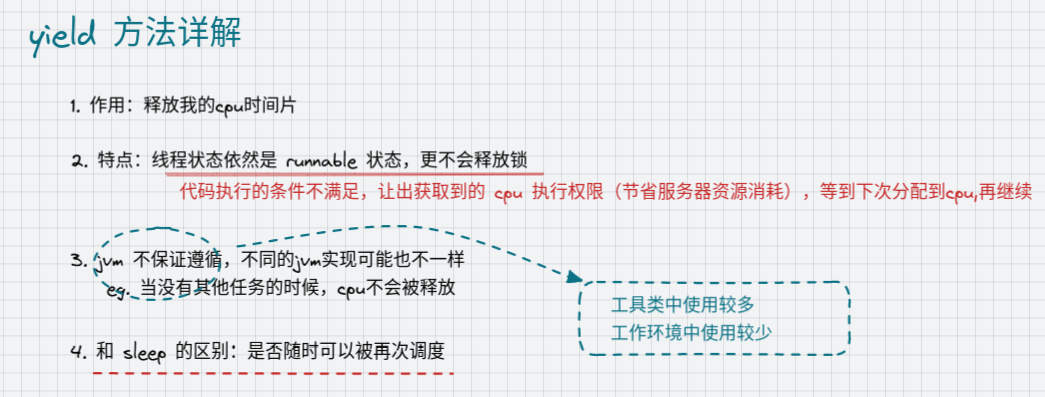 yield 方法详解
1. 作用：释放我的cpu时间片
2. 特点：线程状态依然是 runnable 状态，更不会释放锁
代码执行的条件不满足，让出获取到的 cpu 执行权限（节省服务器资源消耗），等到下次分配到cpu,再继续
3. jvm 不保证遵循，不同的jvm实现可能也不一样
eg. 当没有其他任务的时候，cpu不会被释放
工具类中使用较多
工作环境中使用较少
4. 和 sleep 的区别：是否随时可以被再次调度